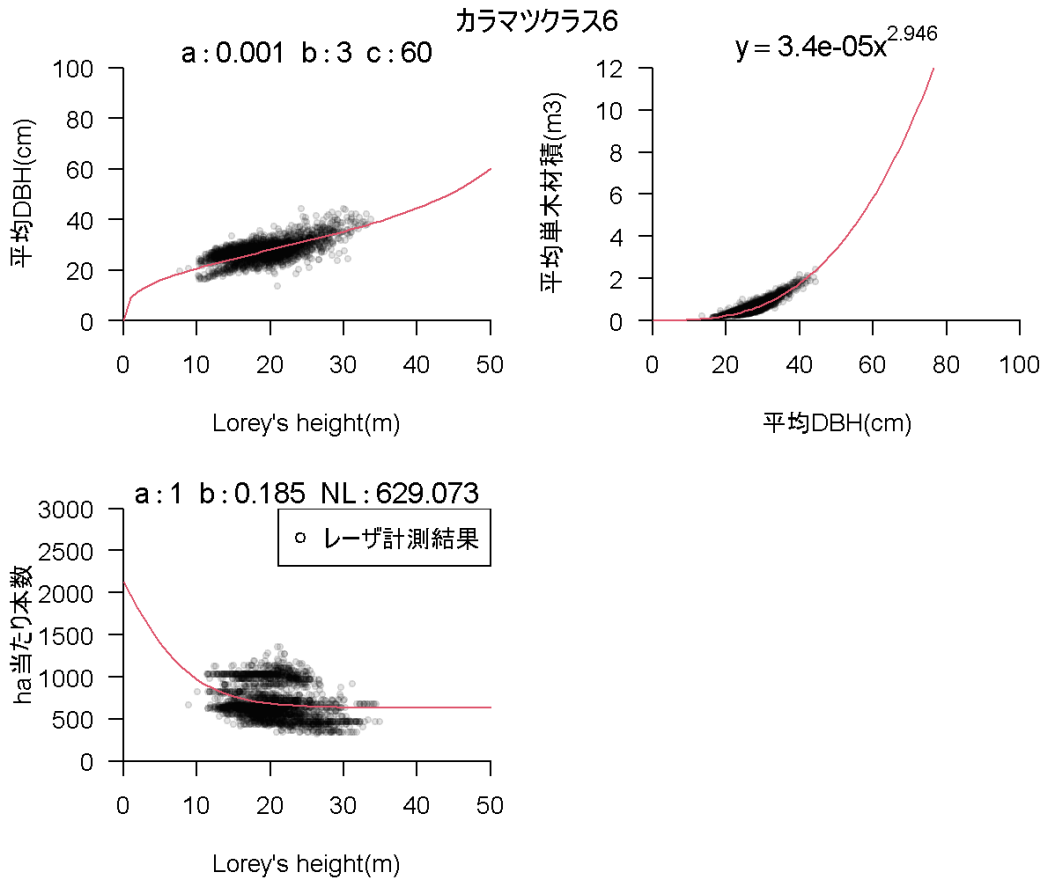 カラマツクラス6
a : 0.001 b : 3 c : 60
平均DBH(cm)
100
80
60
40
20
0
0 10 20 30 40 50
Lorey's height(m)
y = 3.4e-05x^2.946
平均単木材積(m3)
12
10
8
6
4
2
0
0 20 40 60 80 100
平均DBH(cm)
a : 1 b : 0.185 NL : 629.073
ha当たり本数
3000
2500
2000
1500
1000
500
0
レーザ計測結果
0 10 20 30 40 50
Lorey's height(m)